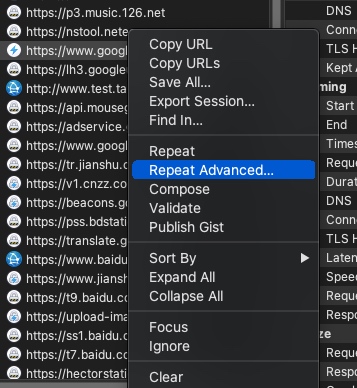 https://p3.music.126.net
https://nstool.nete
https://www.googl
https://lh3.google
http://www.test.ta
https://api.mouseg
https://adservice.g
https://www.googl
https://tr.jianshu.c
https://v1.cnzz.co
https://beacons.g
https://pss.bdstati
https://translate.g
https://www.baidu
https://www.jiansh
https://t9.baidu.co
https://upload-ima
https://ss1.baidu.c
https://t7.baidu.co
https://hectorstati
Copy URL
Copy URLs
Save All...
Export Session...
Find In...
Repeat
Repeat Advanced...
Compose
Validate
Publish Gist
Sort By
Expand All
Collapse All
Focus
Ignore
Clear
DNS
Conne
TLS H
Kept A
ming
Start
End
Times
Reque
Durat
DNS
Conne
TLS H
Laten
Speed
Reque
Respo
ze
Reque
Respo